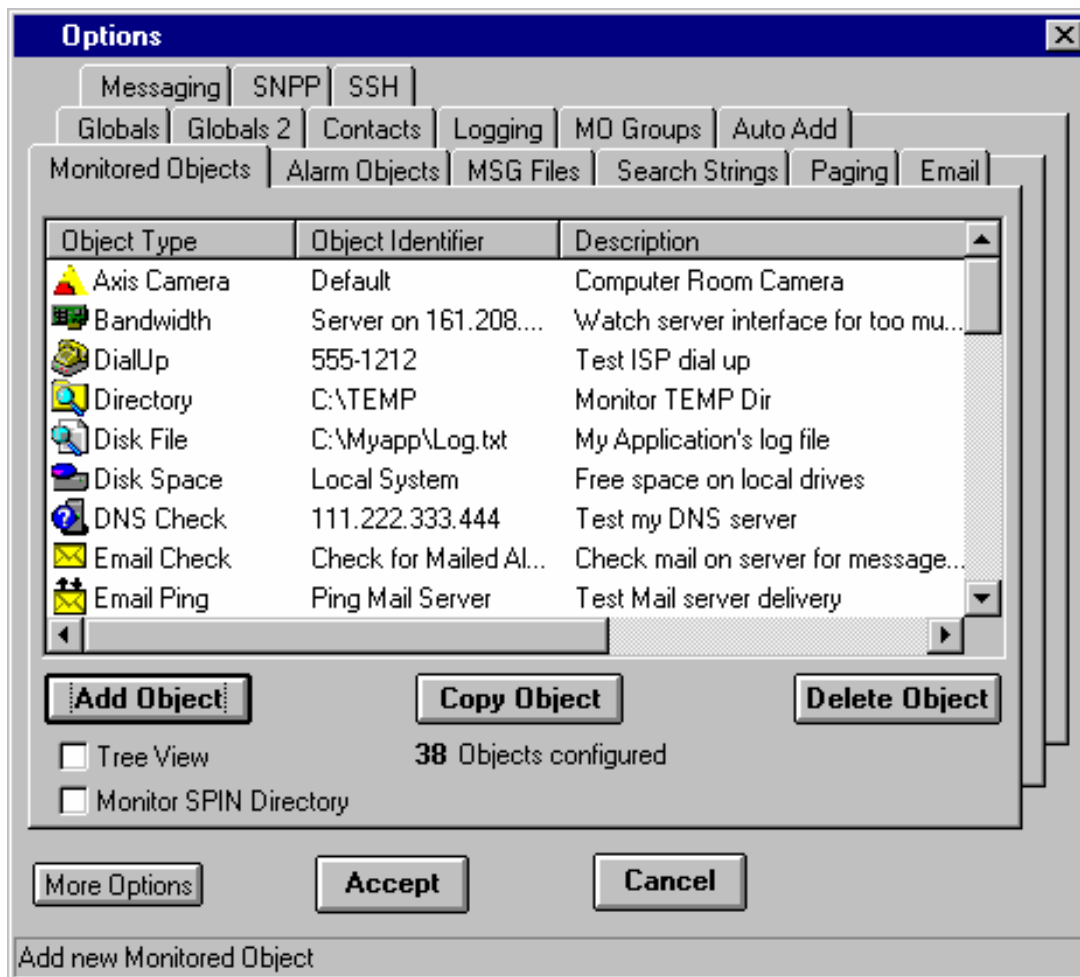 Options
Messaging SNPP SSH
Globals Globals 2 Contacts Logging MO Groups Auto Add
Monitored Objects Alarm Objects MSG Files Search Strings Paging Email
Object Type Object Identifier Description
Axis Camera Default Computer Room Camera
Bandwidth Server on 161.208.... Watch server interface for too mu...
DialUp 555-1212 Test ISP dial up
Directory C:\TEMP Monitor TEMP Dir
Disk File C:\Myapp\Log.txt My Application's log file
Disk Space Local System Free space on local drives
DNS Check 111.222.333.444 Test my DNS server
Email Check Check for Mailed Al... Check mail on server for message...
Email Ping Ping Mail Server Test Mail server delivery
Add Object Copy Object Delete Object
Tree View 38 Objects configured
Monitor SPIN Directory
More Options Accept Cancel
Add new Monitored Object